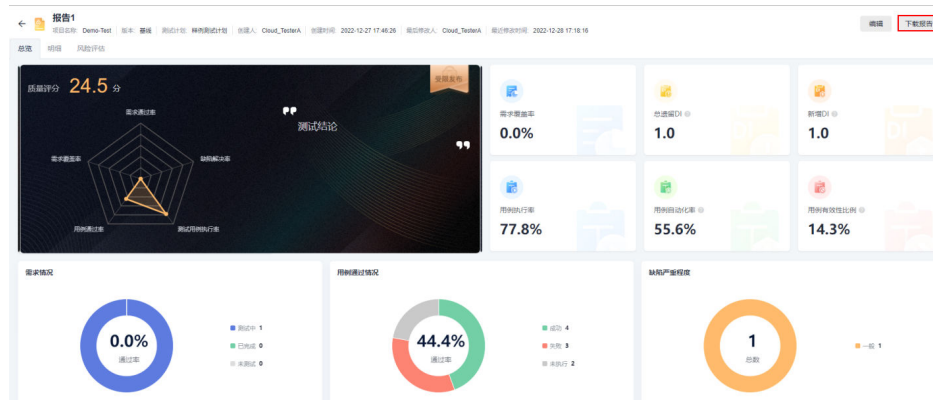 报告1
编辑 下载报告
项目名称 Demo-Test 版本 基线 测试计划 样例测试计划 创建人 Cloud_TesterA 创建时间 2022-12-27 17:46:26 最后修改人 Cloud_TesterA 最近修改时间 2022-12-28 17:18:16
总览 明细 风险评估
质量评分 24.5 分
受限发布
测试结论
需求通过率
缺陷解决率
测试用例执行率
用例通过率
需求覆盖率
需求覆盖率
0.0%
总遗留DI
1.0
新增DI
1.0
用例执行率
77.8%
用例自动化率
55.6%
用例有效性比例
14.3%
需求情况
0.0%
通过率
测试中 1
已完成 0
未测试 0
用例通过情况
44.4%
通过率
成功 4
失败 3
未执行 2
缺陷严重程度
1
总数
一般 1